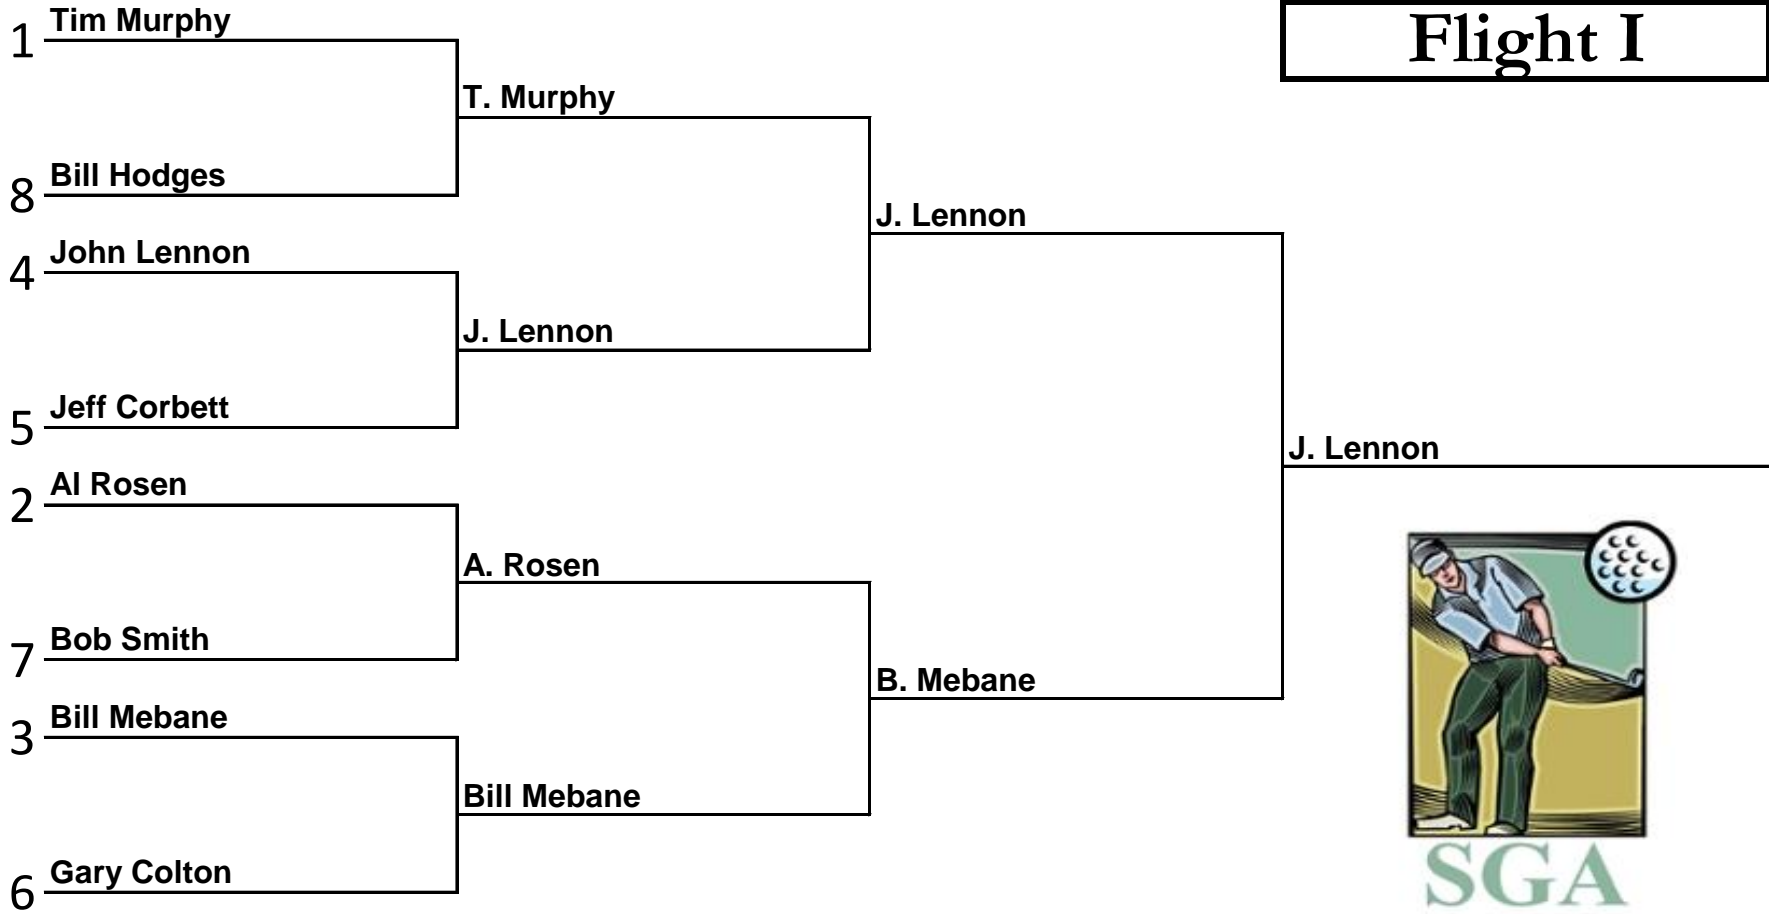 Flight I
1 Tim Murphy
T. Murphy
8 Bill Hodges
J. Lennon
4 John Lennon
J. Lennon
5 Jeff Corbett
J. Lennon
2 Al Rosen
A. Rosen
7 Bob Smith
B. Mebane
3 Bill Mebane
Bill Mebane
6 Gary Colton
SGA